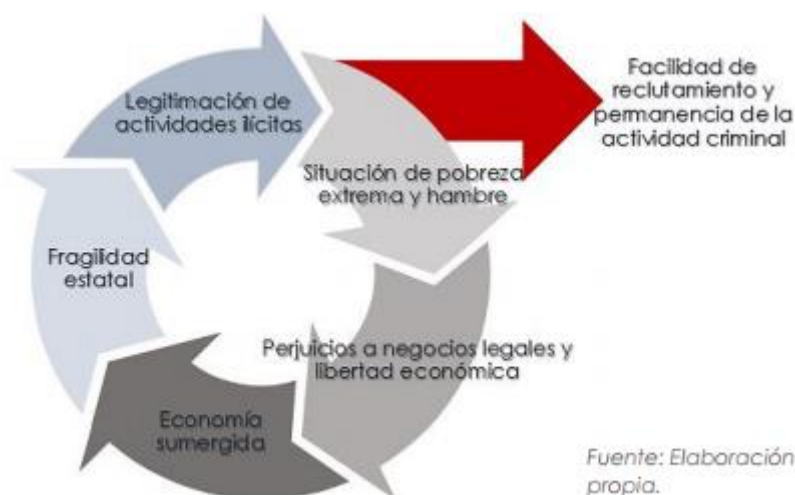 Legitimación de
actividades ilícitas
Facilidad de
reclutamiento y
permanencia de la
actividad criminal
Situación de pobreza
extrema y hambre
Fragilidad
estatal
Perjuicios a negocios legales y
libertad económica
Economía
sumergida
Fuente: Elaboración
propia.